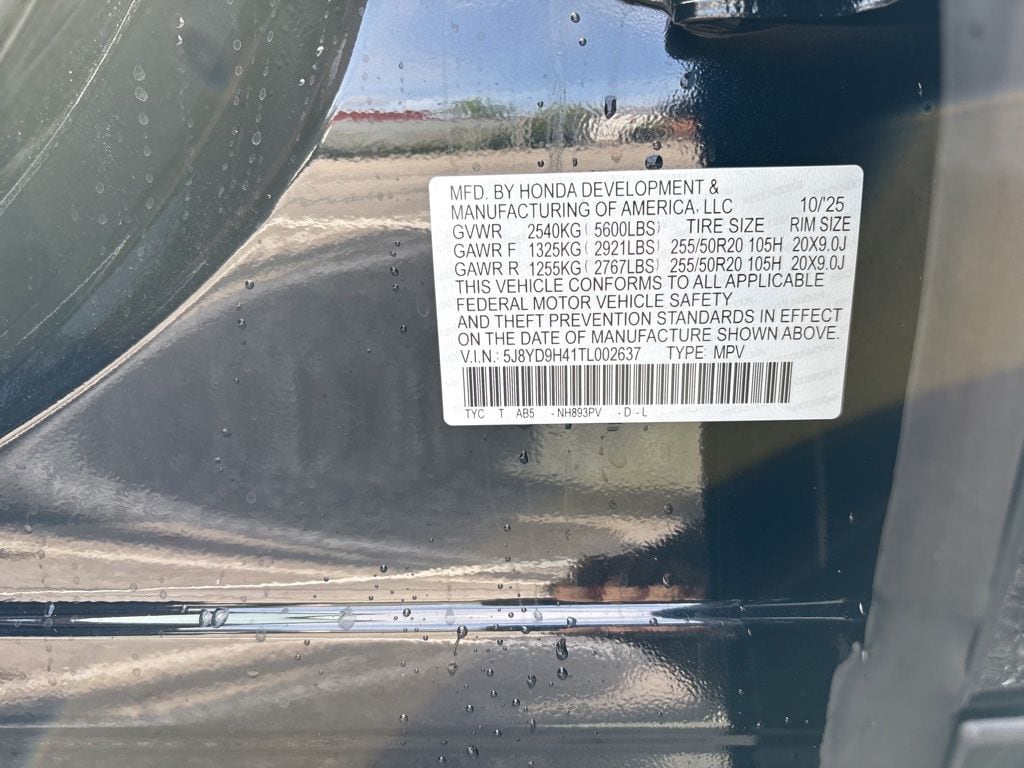 MFD. BY HONDA DEVELOPMENT &
MANUFACTURING OF AMERICA, LLC 10/'25
GVWR 2540KG ( 5600LBS) TIRE SIZE RIM SIZE
GAWR F 1325KG ( 2921LBS) 255/50R20 105H 20X9.0J
GAWR R 1255KG ( 2767LBS) 255/50R20 105H 20X9.0J
THIS VEHICLE CONFORMS TO ALL APPLICABLE
FEDERAL MOTOR VEHICLE SAFETY
AND THEFT PREVENTION STANDARDS IN EFFECT
ON THE DATE OF MANUFACTURE SHOWN ABOVE.
V.I.N.: 5J8YD9H41TL002637 TYPE: MPV
TYC T AB5 - NH893PV - D - L